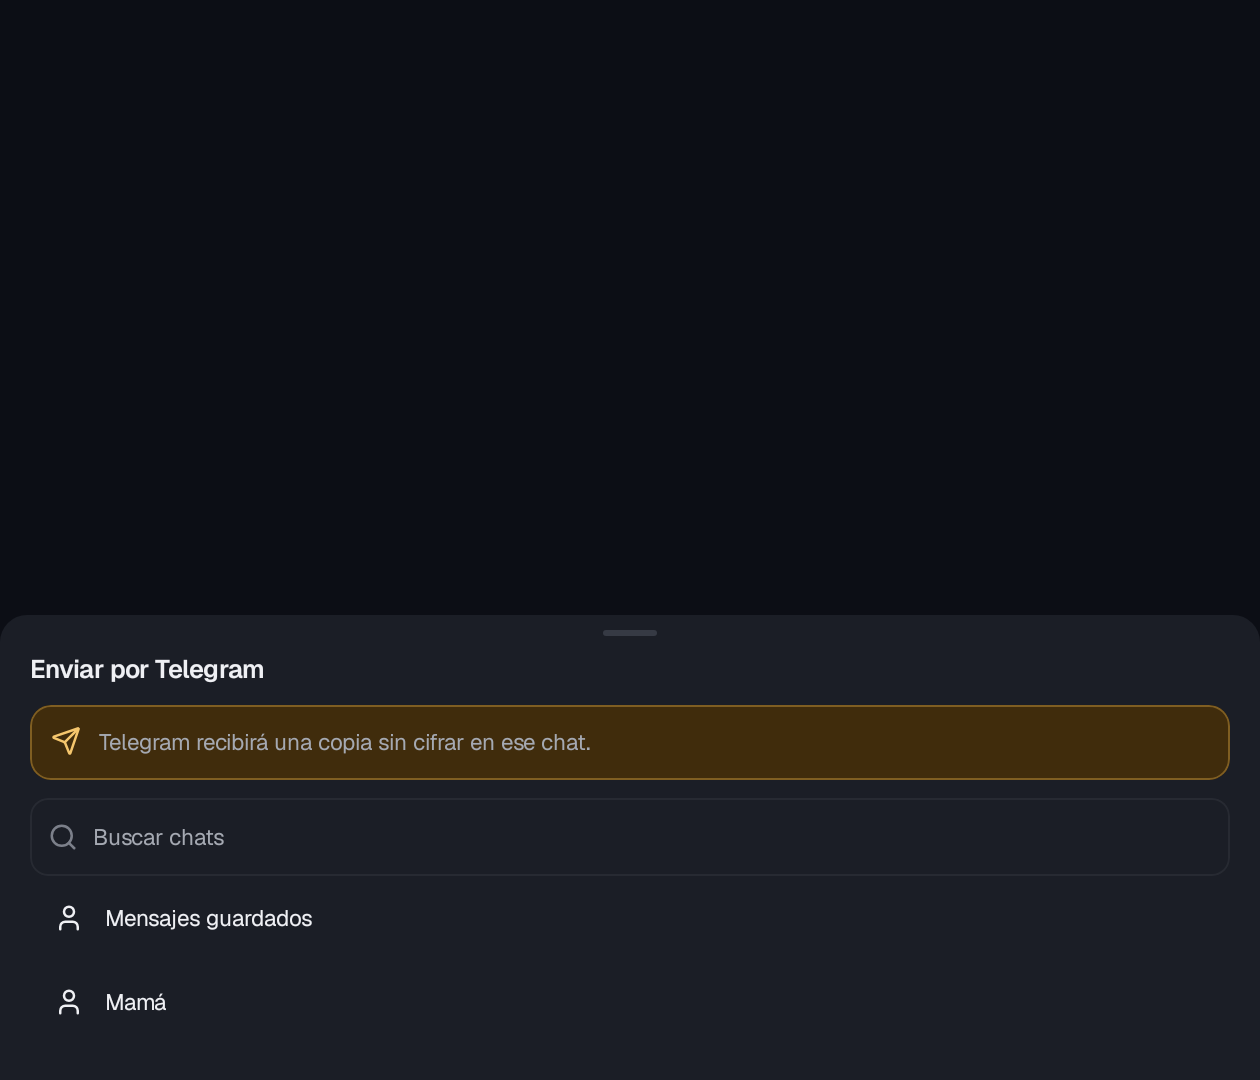 Enviar por Telegram
Telegram recibirá una copia sin cifrar en ese chat.
Buscar chats
Mensajes guardados
Mamá